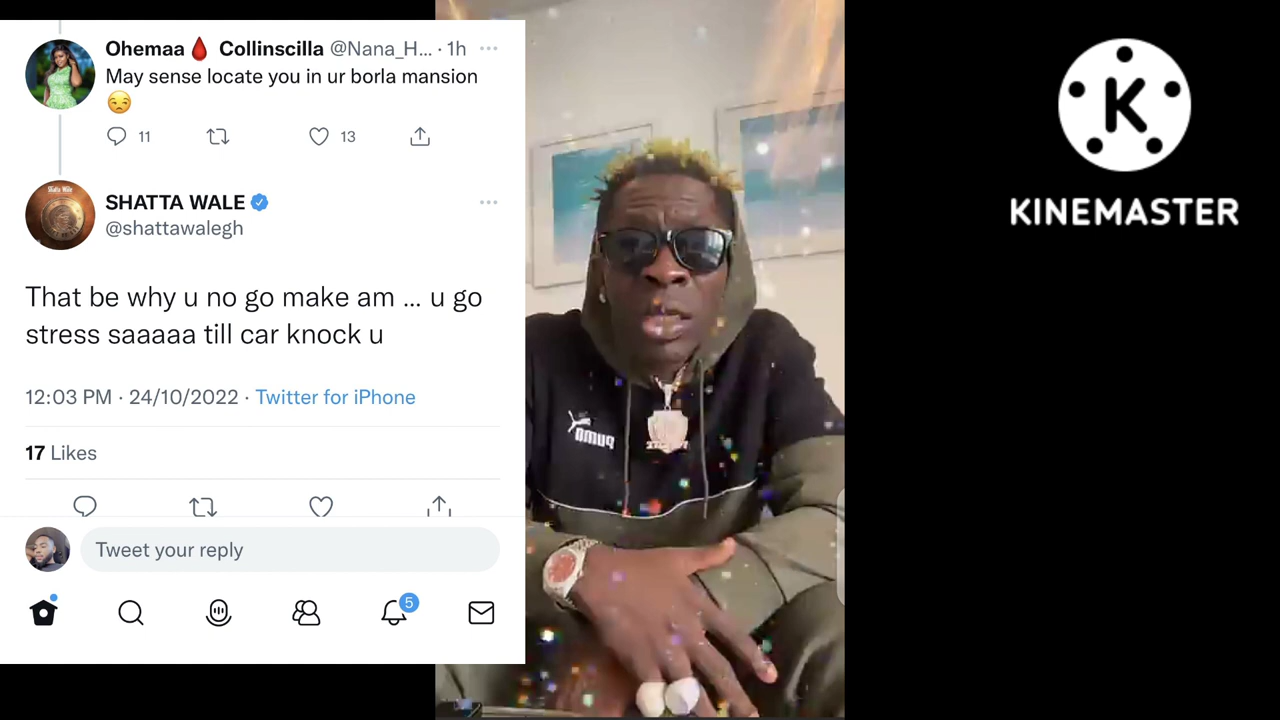 Ohemaa🩸 Collinscilla @Nana_H... · 1h
May sense locate you in ur borla mansion
😒
11 13
SHATTA WALE
@shattawalegh
That be why u no go make am ... u go
stress saaaaa till car knock u
12:03 PM · 24/10/2022 · Twitter for iPhone
17 Likes
Tweet your reply
5
K
KINEMASTER
PUMA